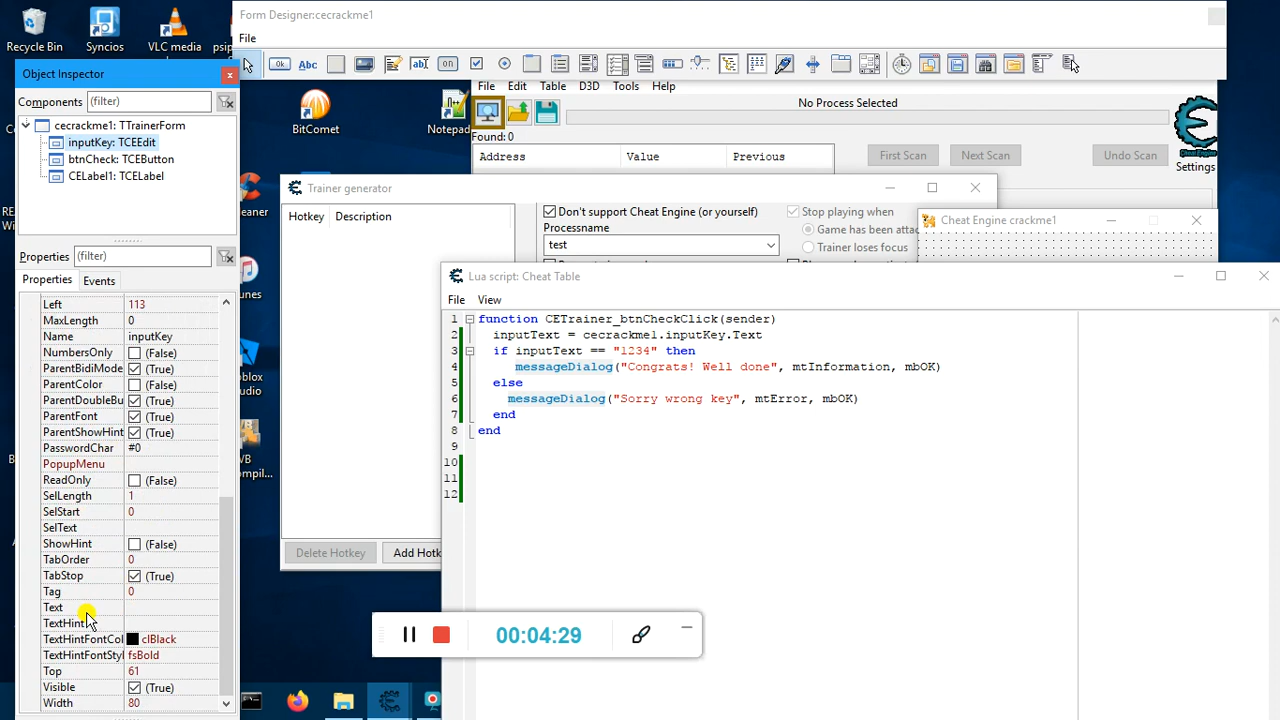 Recycle Bin
Syncios
VLC media
Form Designer:cecrackme1
File
Ok
Abc
ab
on
Object Inspector
Components (filter)
cecrackme1: TTrainerForm
inputKey: TCEEdit
btnCheck: TCEButton
CELabel1: TCELabel
Properties (filter)
Properties Events
Left 113
MaxLength 0
Name inputKey
NumbersOnly (False)
ParentBidiMode (True)
ParentColor (False)
ParentDoubleBu (True)
ParentFont (True)
ParentShowHint (True)
PasswordChar #0
PopupMenu
ReadOnly (False)
SelLength 1
SelStart 0
SelText
ShowHint (False)
TabOrder 0
TabStop (True)
Tag 0
Text
TextHint
TextHintFontCol clBlack
TextHintFontStyl fsBold
Top 61
Visible (True)
Width 80
BitComet
Notepad
File Edit Table D3D Tools Help
No Process Selected
Found: 0
Address Value Previous
First Scan Next Scan Undo Scan
Settings
Trainer generator
Hotkey Description
Don't support Cheat Engine (or yourself)
Processname
test
Stop playing when
Game has been attac
Trainer loses focus
Delete Hotkey Add Hotk
Cheat Engine crackme1
Lua script: Cheat Table
File View
1 function CETrainer_btnCheckClick(sender)
2 inputText = cecrackme1.inputKey.Text
3 if inputText == "1234" then
4 messageDialog("Congrats! Well done", mtInformation, mbOK)
5 else
6 messageDialog("Sorry wrong key", mtError, mbOK)
7 end
8 end
9
10
11
12
00:04:29